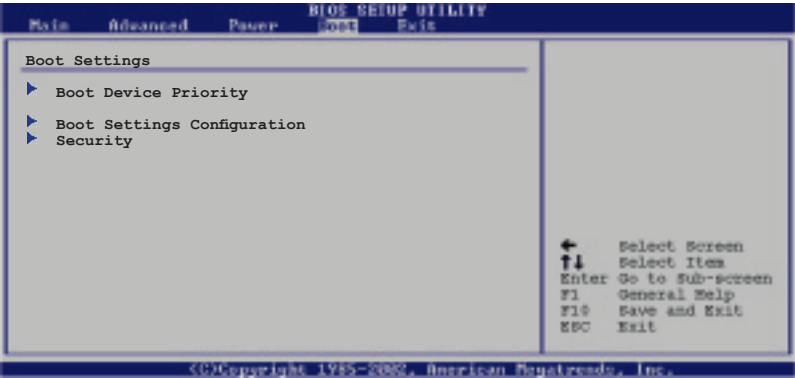 BIOS SETUP UTILITY
Main Advanced Power Boot Exit
Boot Settings
Boot Device Priority
Boot Settings Configuration
Security
Select Screen
Select Item
Enter Go to Sub-screen
F1 General Help
F10 Save and Exit
ESC Exit
(C)Copyright 1985-2002, American Megatrends, Inc.